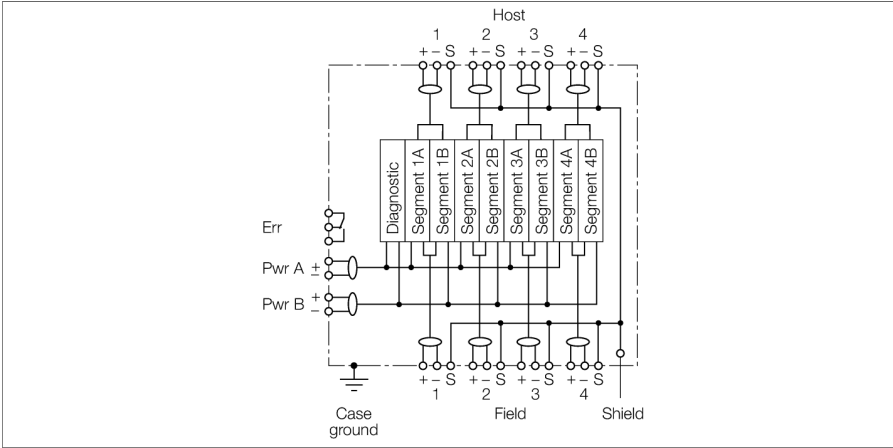 Host
1 2 3 4
+ − S + − S + − S + − S
Diagnostic
Segment 1A
Segment 1B
Segment 2A
Segment 2B
Segment 3A
Segment 3B
Segment 4A
Segment 4B
Err
Pwr A + −
Pwr B + −
+ − S + − S + − S + − S
1 2 3 4
Case
ground
Field
Shield